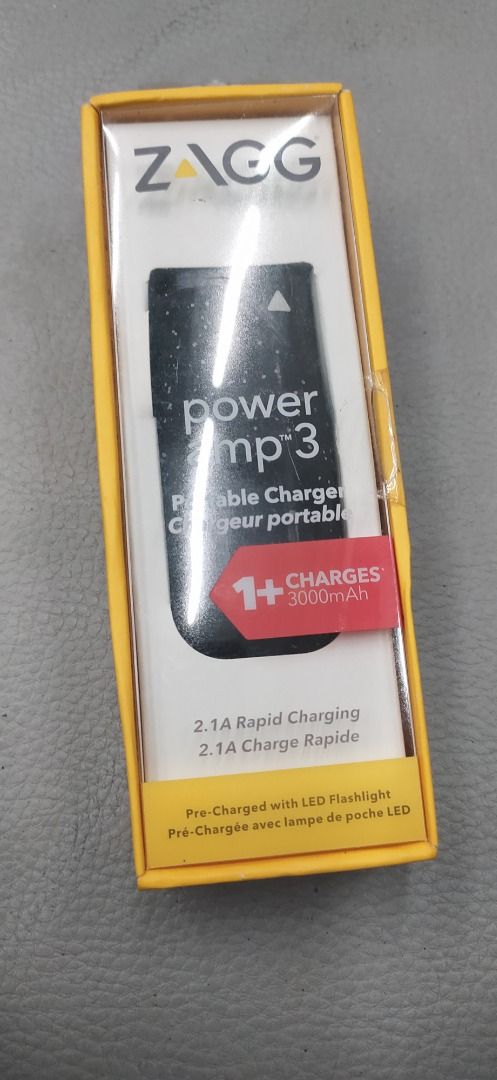 ZAGG
power
amp™3
Portable Charger
Chargeur portable
1+ CHARGES*
3000mAh
2.1A Rapid Charging
2.1A Charge Rapide
Pre-Charged with LED Flashlight
Pré-Chargée avec lampe de poche LED